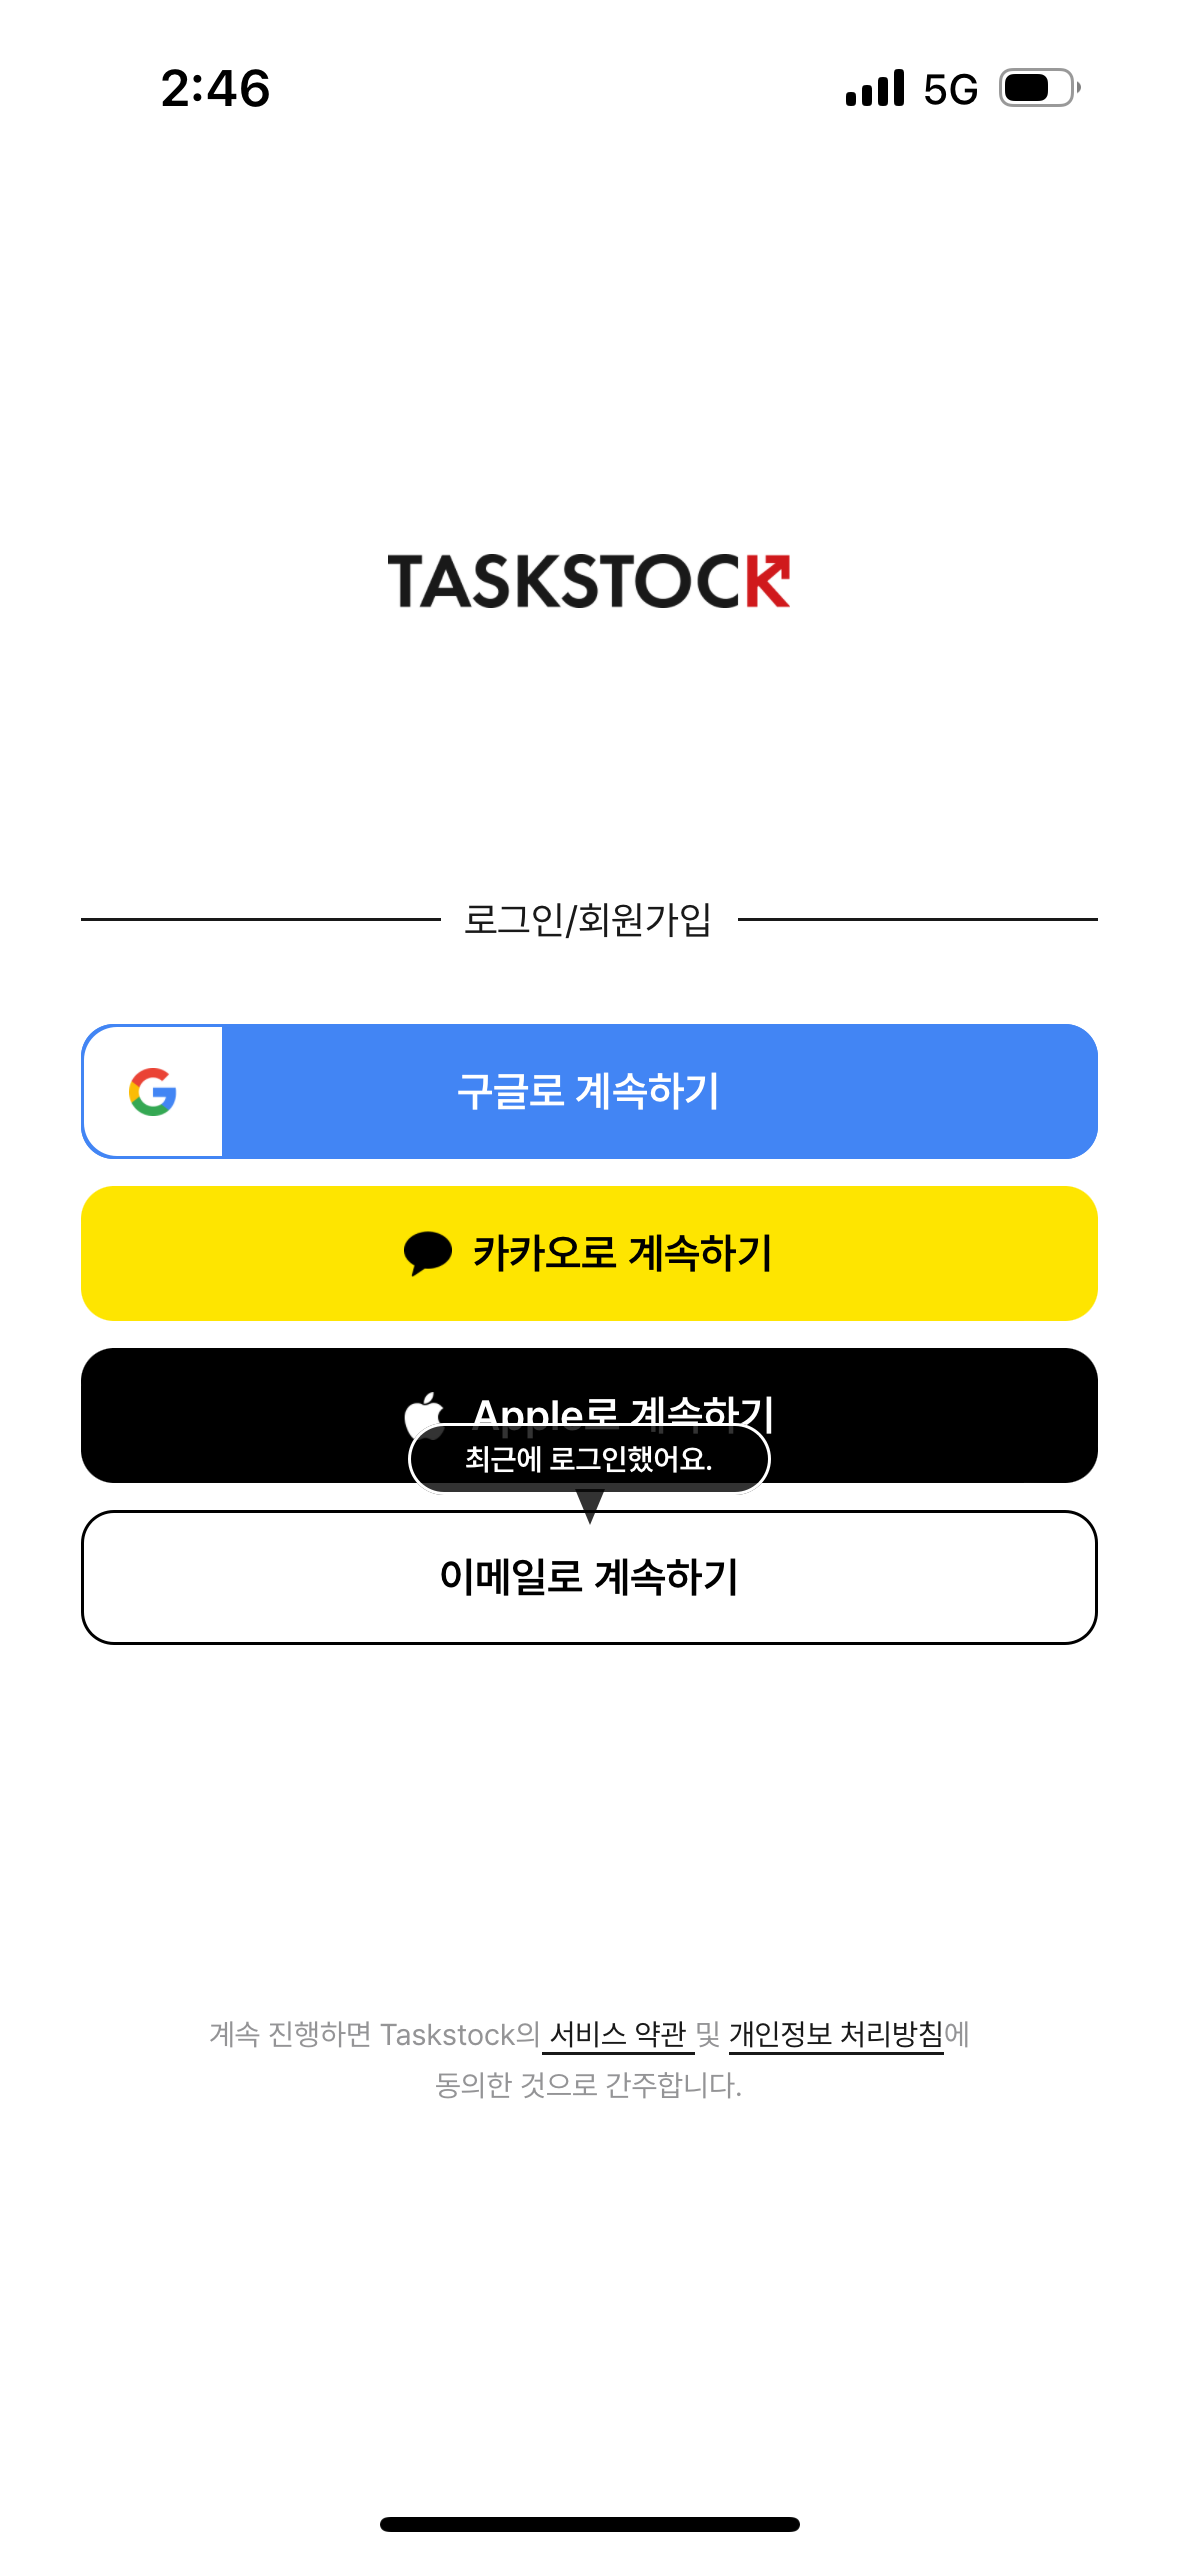 2:46 5G
TASKSTOCK
로그인/회원가입
구글로 계속하기
카카오로 계속하기
Apple로 계속하기
최근에 로그인했어요.
이메일로 계속하기
계속 진행하면 Taskstock의 서비스 약관 및 개인정보 처리방침에
동의한 것으로 간주합니다.